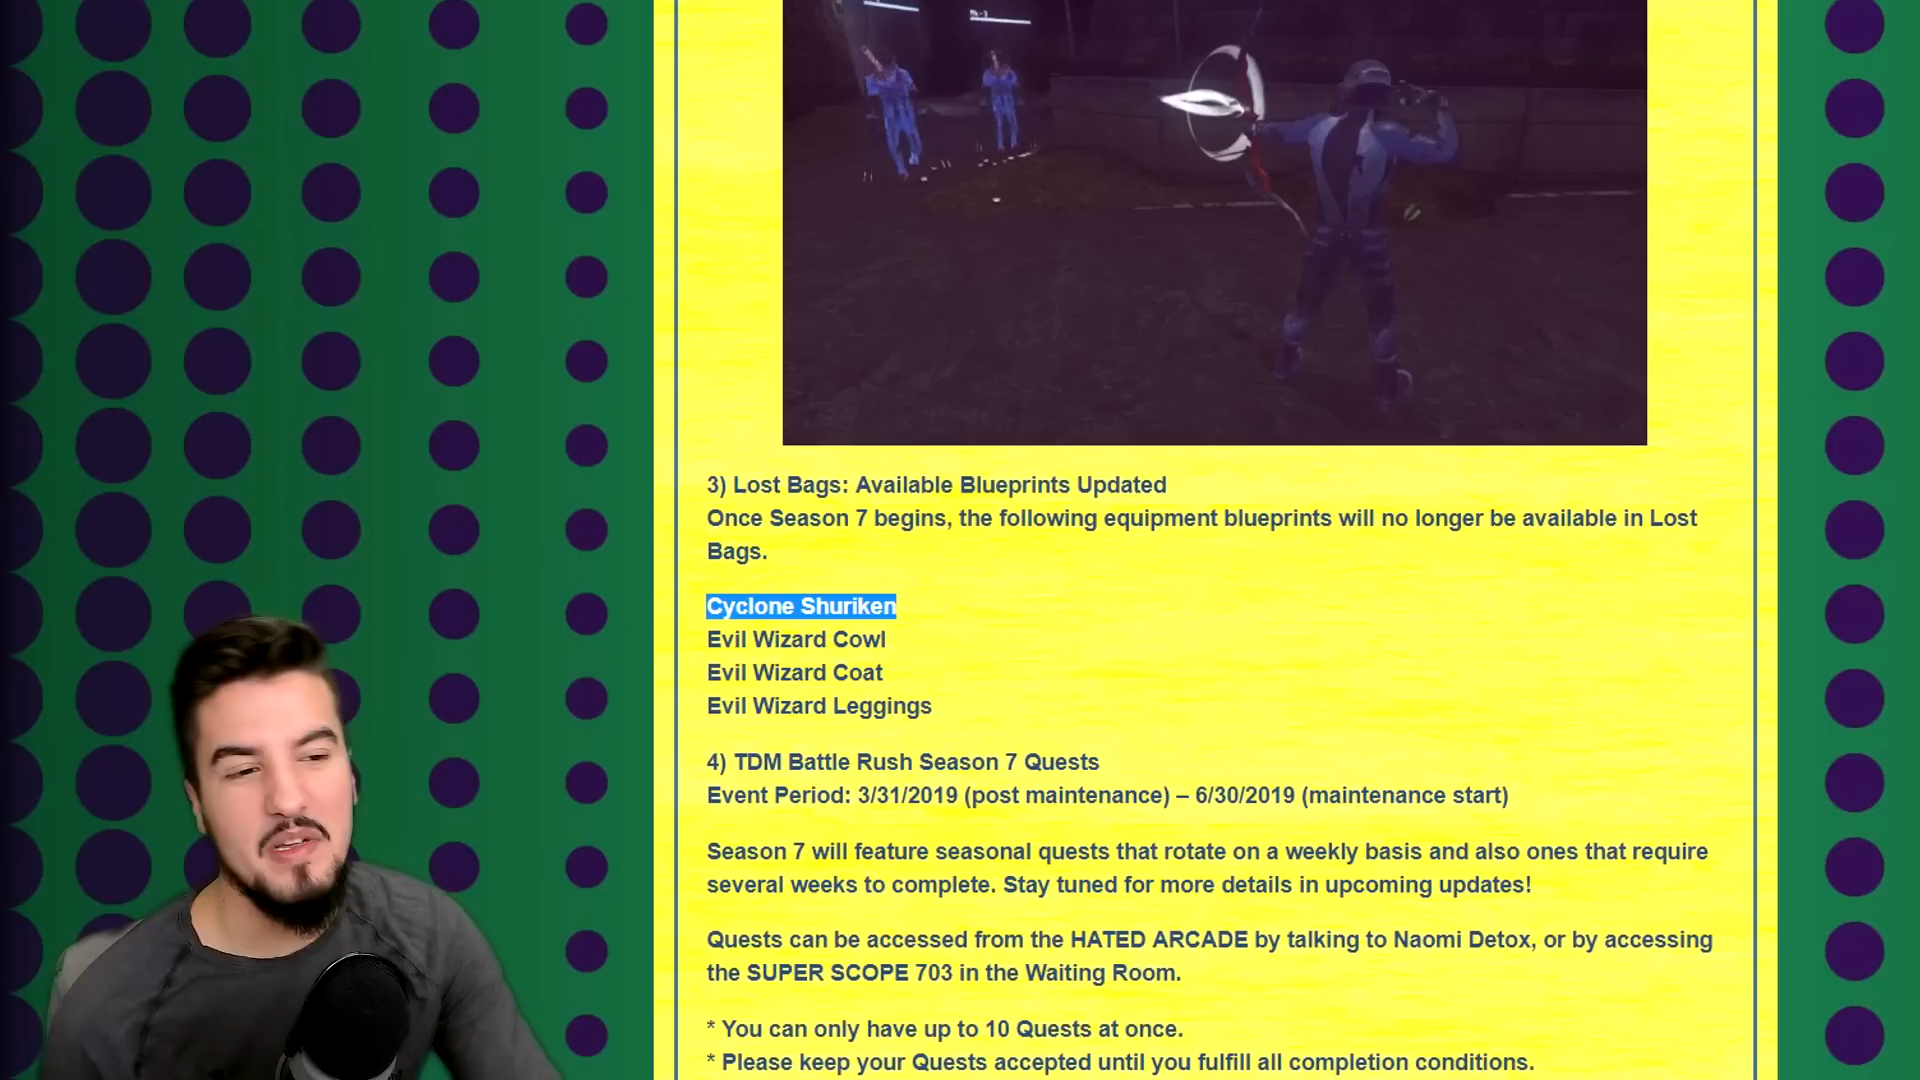 3) Lost Bags: Available Blueprints Updated
Once Season 7 begins, the following equipment blueprints will no longer be available in Lost
Bags.
Cyclone Shuriken
Evil Wizard Cowl
Evil Wizard Coat
Evil Wizard Leggings
4) TDM Battle Rush Season 7 Quests
Event Period: 3/31/2019 (post maintenance) – 6/30/2019 (maintenance start)
Season 7 will feature seasonal quests that rotate on a weekly basis and also ones that require
several weeks to complete. Stay tuned for more details in upcoming updates!
Quests can be accessed from the HATED ARCADE by talking to Naomi Detox, or by accessing
the SUPER SCOPE 703 in the Waiting Room.
* You can only have up to 10 Quests at once.
* Please keep your Quests accepted until you fulfill all completion conditions.